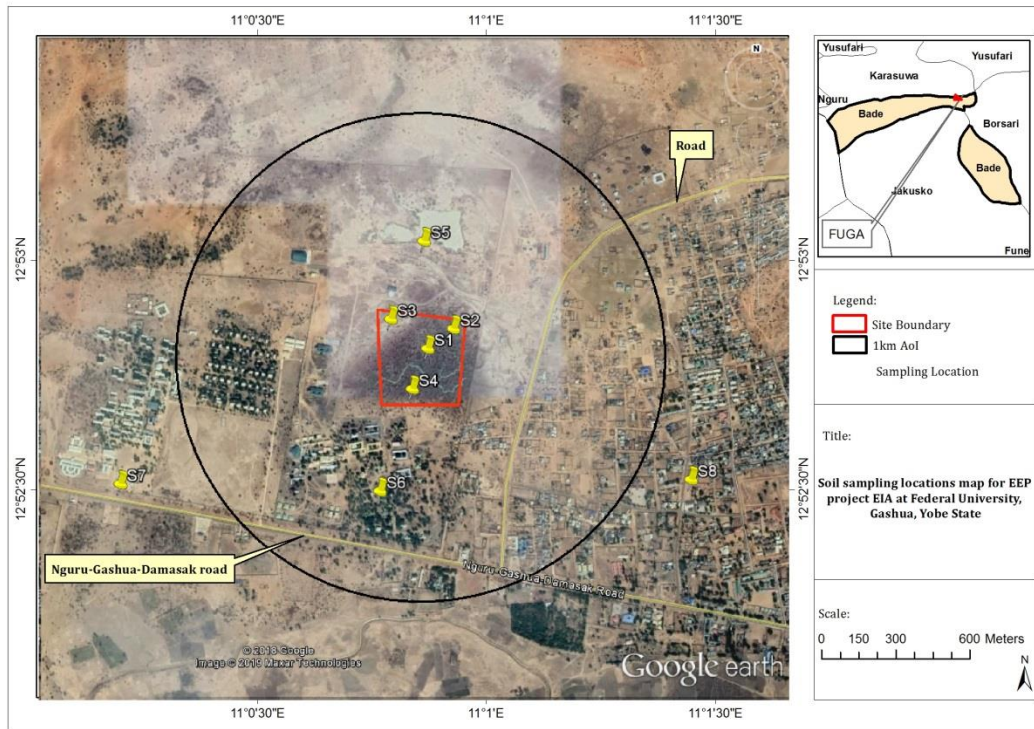 11°0'30"E
11°1'E
11°1'30"E
12°53'N
12°52'30"N
N
S5
S3
S2
S1
S4
S6
S7
S8
Road
Nguru-Gashua-Damasak road
Nguru-Gashua-Damasak Road
© 2018 Google
Image © 2019 Maxar Technologies
Google earth
12°53'N
12°52'30"N
11°0'30"E
11°1'E
11°1'30"E
Yusufari
Yusufari
Karasuwa
Nguru
Bade
Borsari
Bade
Jakusko
FUGA
Fune
Legend:
Site Boundary
1km AoI
Sampling Location
Title:
Soil sampling locations map for EEP
project EIA at Federal University,
Gashua, Yobe State
Scale:
0 150 300 600 Meters
N